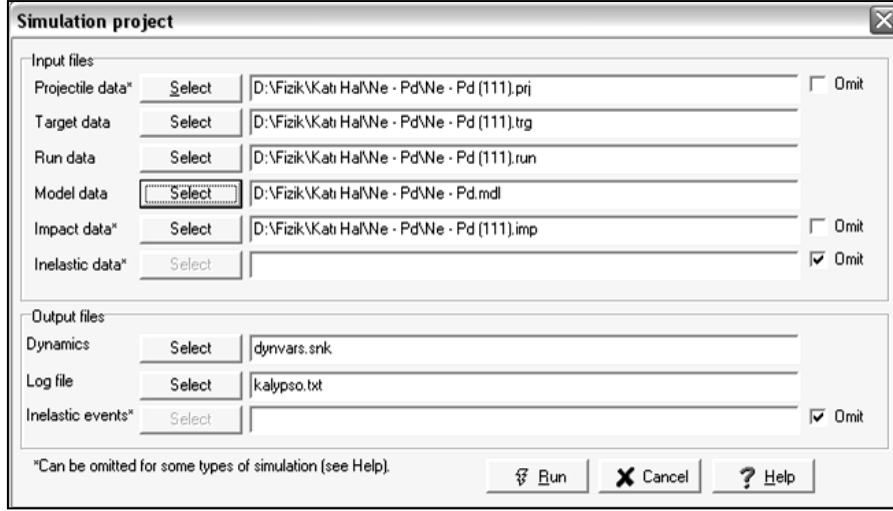 Simulation project
Input files
Projectile data* Select D:\Fizik\Katı Hal\Ne - Pd\Ne - Pd (111).prj Omit
Target data Select D:\Fizik\Katı Hal\Ne - Pd\Ne - Pd (111).trg
Run data Select D:\Fizik\Katı Hal\Ne - Pd\Ne - Pd (111).run
Model data Select D:\Fizik\Katı Hal\Ne - Pd\Ne - Pd.mdl
Impact data* Select D:\Fizik\Katı Hal\Ne - Pd\Ne - Pd (111).imp Omit
Inelastic data* Select Omit
Output files
Dynamics Select dynvars.snk
Log file Select kalypso.txt
Inelastic events* Select Omit
*Can be omitted for some types of simulation (see Help). Run Cancel ? Help